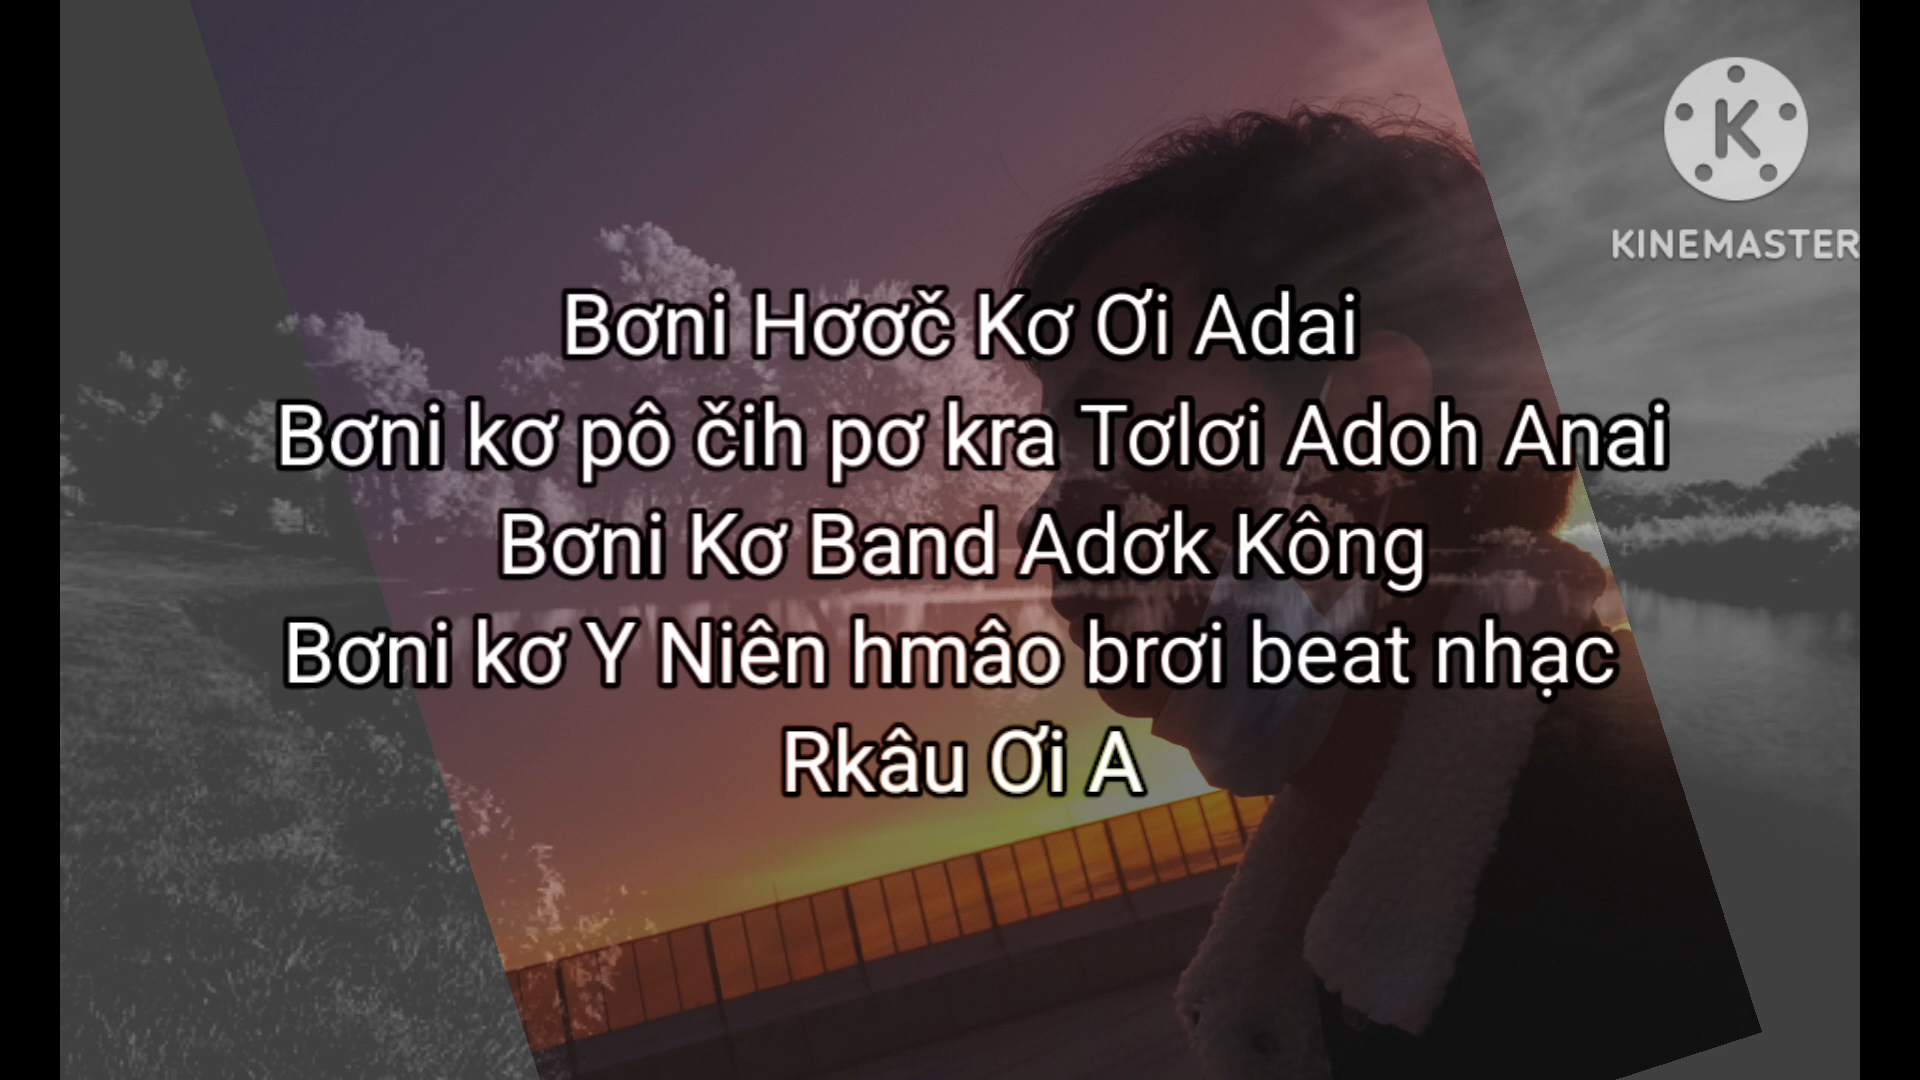 K
KINEMASTER
Bơni Hơơč Kơ Ơi Adai
Bơni kơ pô čih pơ kra Tơlơi Adoh Anai
Bơni Kơ Band Adơk Kông
Bơni kơ Y Niên hmâo brơi beat nhạc
Rkâu Ơi A